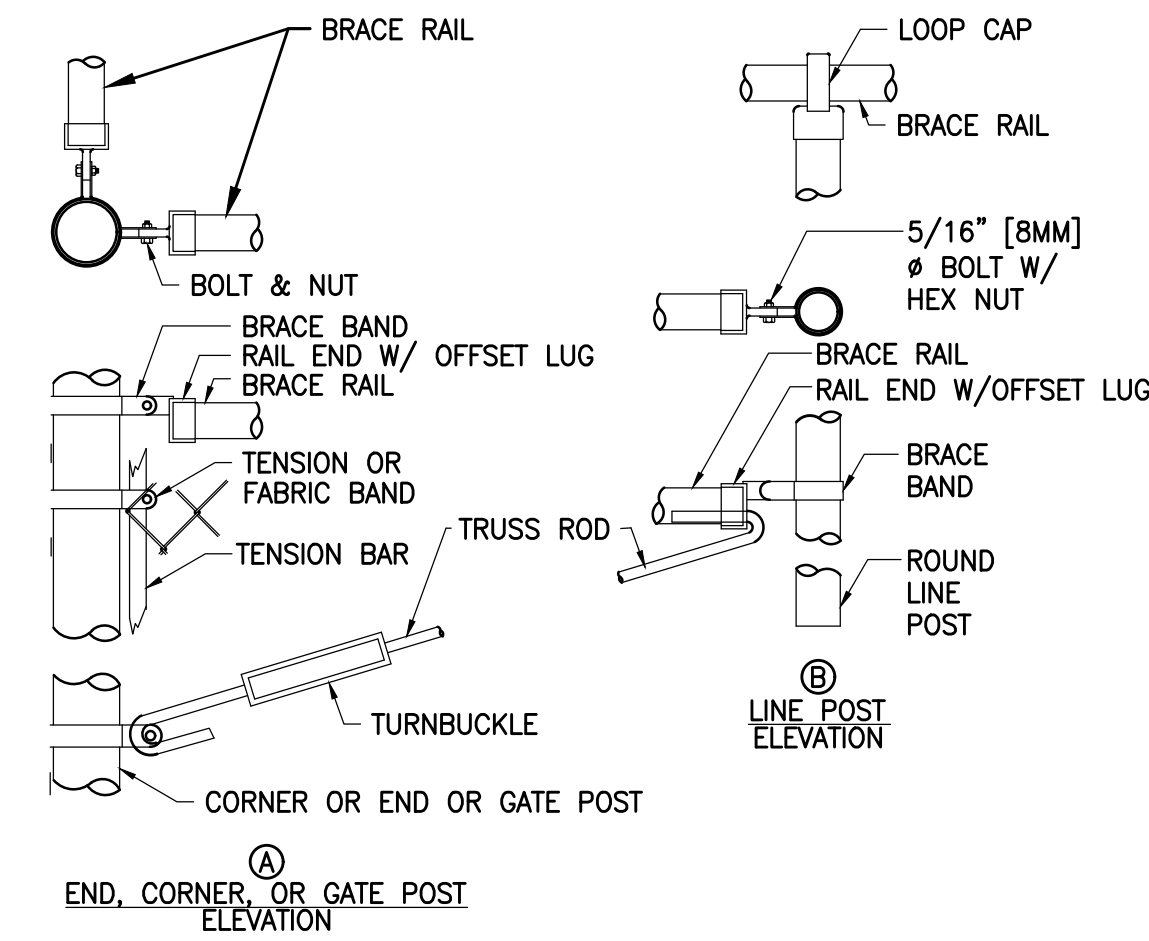 BRACE RAIL
BOLT & NUT
BRACE BAND
RAIL END W/ OFFSET LUG
BRACE RAIL
TENSION OR
FABRIC BAND
TENSION BAR
TRUSS ROD
TURNBUCKLE
CORNER OR END OR GATE POST
A
END, CORNER, OR GATE POST
ELEVATION
LOOP CAP
BRACE RAIL
5/16" [8MM]
ø BOLT W/
HEX NUT
BRACE RAIL
RAIL END W/OFFSET LUG
BRACE
BAND
ROUND
LINE
POST
B
LINE POST
ELEVATION